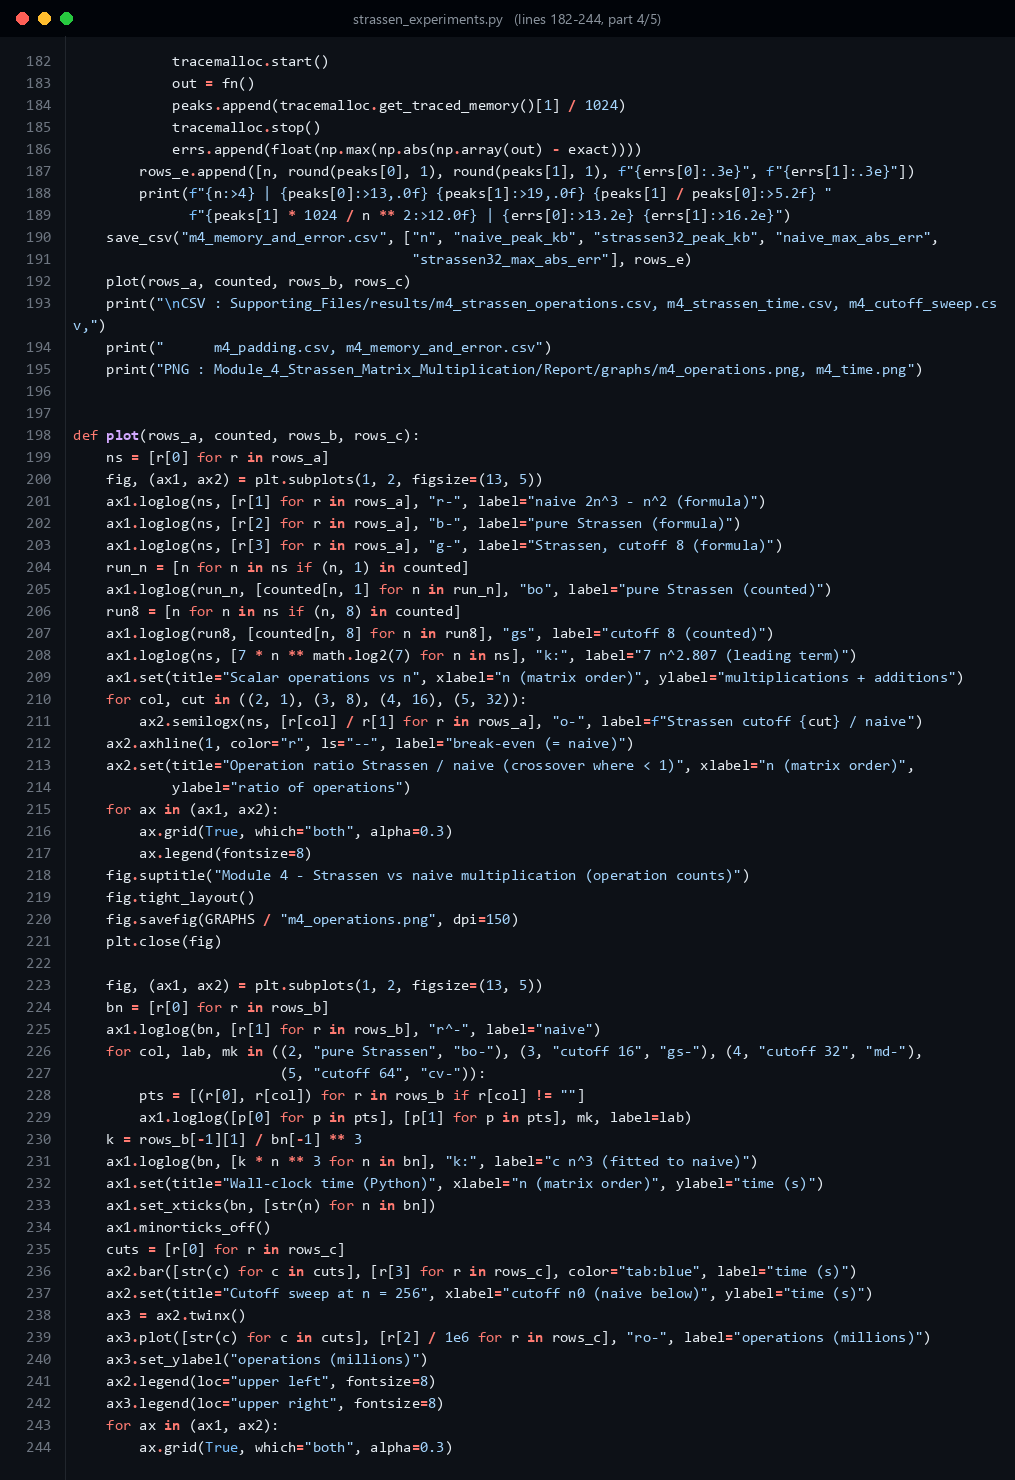 strassen_experiments.py   (lines 182-244, part 4/5)
182            tracemalloc.start()
183            out = fn()
184            peaks.append(tracemalloc.get_traced_memory()[1] / 1024)
185            tracemalloc.stop()
186            errs.append(float(np.max(np.abs(np.array(out) - exact))))
187        rows_e.append([n, round(peaks[0], 1), round(peaks[1], 1), f"{errs[0]:.3e}", f"{errs[1]:.3e}"])
188        print(f"{n:>4} | {peaks[0]:>13,.0f} {peaks[1]:>19,.0f} {peaks[1] / peaks[0]:>5.2f} "
189              f"{peaks[1] * 1024 / n ** 2:>12.0f} | {errs[0]:>13.2e} {errs[1]:>16.2e}")
190    save_csv("m4_memory_and_error.csv", ["n", "naive_peak_kb", "strassen32_peak_kb", "naive_max_abs_err",
191                                         "strassen32_max_abs_err"], rows_e)
192    plot(rows_a, counted, rows_b, rows_c)
193    print("\nCSV : Supporting_Files/results/m4_strassen_operations.csv, m4_strassen_time.csv, m4_cutoff_sweep.cs
v,")
194    print("      m4_padding.csv, m4_memory_and_error.csv")
195    print("PNG : Module_4_Strassen_Matrix_Multiplication/Report/graphs/m4_operations.png, m4_time.png")
196
197
198 def plot(rows_a, counted, rows_b, rows_c):
199    ns = [r[0] for r in rows_a]
200    fig, (ax1, ax2) = plt.subplots(1, 2, figsize=(13, 5))
201    ax1.loglog(ns, [r[1] for r in rows_a], "r-", label="naive 2n^3 - n^2 (formula)")
202    ax1.loglog(ns, [r[2] for r in rows_a], "b-", label="pure Strassen (formula)")
203    ax1.loglog(ns, [r[3] for r in rows_a], "g-", label="Strassen, cutoff 8 (formula)")
204    run_n = [n for n in ns if (n, 1) in counted]
205    ax1.loglog(run_n, [counted[n, 1] for n in run_n], "bo", label="pure Strassen (counted)")
206    run8 = [n for n in ns if (n, 8) in counted]
207    ax1.loglog(run8, [counted[n, 8] for n in run8], "gs", label="cutoff 8 (counted)")
208    ax1.loglog(ns, [7 * n ** math.log2(7) for n in ns], "k:", label="7 n^2.807 (leading term)")
209    ax1.set(title="Scalar operations vs n", xlabel="n (matrix order)", ylabel="multiplications + additions")
210    for col, cut in ((2, 1), (3, 8), (4, 16), (5, 32)):
211        ax2.semilogx(ns, [r[col] / r[1] for r in rows_a], "o-", label=f"Strassen cutoff {cut} / naive")
212    ax2.axhline(1, color="r", ls="--", label="break-even (= naive)")
213    ax2.set(title="Operation ratio Strassen / naive (crossover where < 1)", xlabel="n (matrix order)",
214            ylabel="ratio of operations")
215    for ax in (ax1, ax2):
216        ax.grid(True, which="both", alpha=0.3)
217        ax.legend(fontsize=8)
218    fig.suptitle("Module 4 - Strassen vs naive multiplication (operation counts)")
219    fig.tight_layout()
220    fig.savefig(GRAPHS / "m4_operations.png", dpi=150)
221    plt.close(fig)
222
223    fig, (ax1, ax2) = plt.subplots(1, 2, figsize=(13, 5))
224    bn = [r[0] for r in rows_b]
225    ax1.loglog(bn, [r[1] for r in rows_b], "r^-", label="naive")
226    for col, lab, mk in ((2, "pure Strassen", "bo-"), (3, "cutoff 16", "gs-"), (4, "cutoff 32", "md-"),
227                         (5, "cutoff 64", "cv-")):
228        pts = [(r[0], r[col]) for r in rows_b if r[col] != ""]
229        ax1.loglog([p[0] for p in pts], [p[1] for p in pts], mk, label=lab)
230    k = rows_b[-1][1] / bn[-1] ** 3
231    ax1.loglog(bn, [k * n ** 3 for n in bn], "k:", label="c n^3 (fitted to naive)")
232    ax1.set(title="Wall-clock time (Python)", xlabel="n (matrix order)", ylabel="time (s)")
233    ax1.set_xticks(bn, [str(n) for n in bn])
234    ax1.minorticks_off()
235    cuts = [r[0] for r in rows_c]
236    ax2.bar([str(c) for c in cuts], [r[3] for r in rows_c], color="tab:blue", label="time (s)")
237    ax2.set(title="Cutoff sweep at n = 256", xlabel="cutoff n0 (naive below)", ylabel="time (s)")
238    ax3 = ax2.twinx()
239    ax3.plot([str(c) for c in cuts], [r[2] / 1e6 for r in rows_c], "ro-", label="operations (millions)")
240    ax3.set_ylabel("operations (millions)")
241    ax2.legend(loc="upper left", fontsize=8)
242    ax3.legend(loc="upper right", fontsize=8)
243    for ax in (ax1, ax2):
244        ax.grid(True, which="both", alpha=0.3)